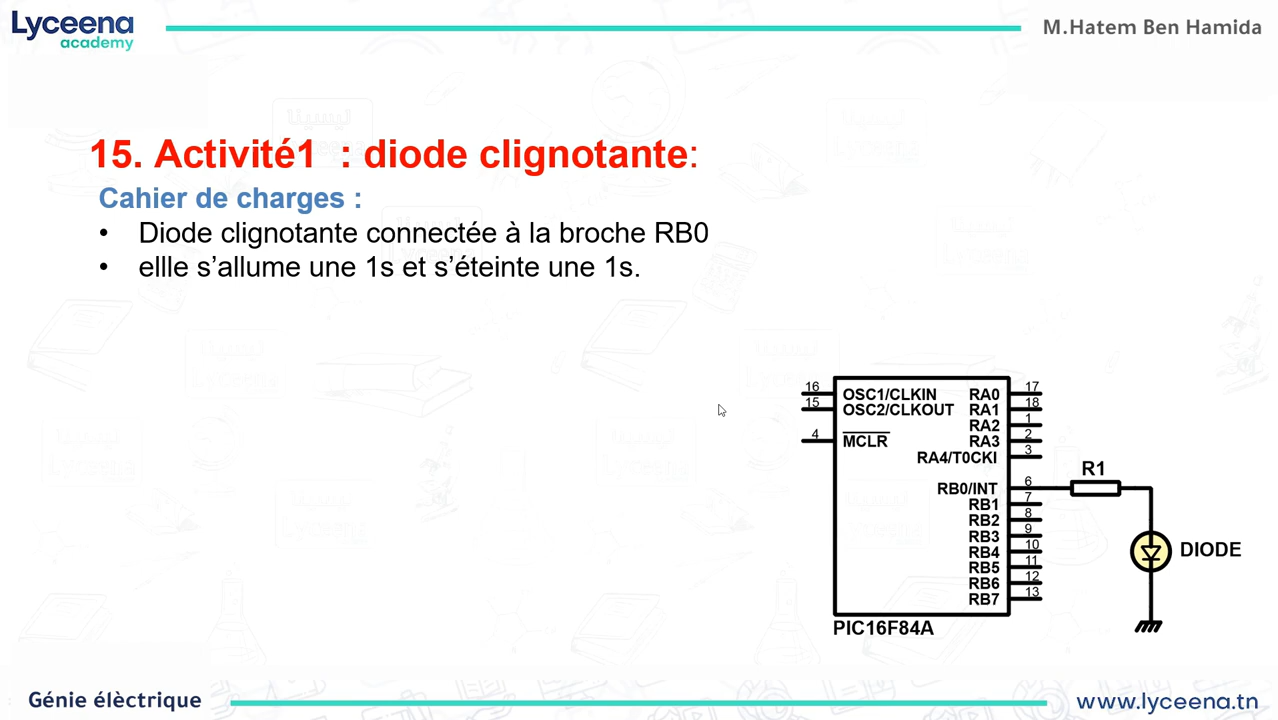 Lyceena
academy
M.Hatem Ben Hamida
15. Activité1 : diode clignotante:
Cahier de charges :
• Diode clignotante connectée à la broche RB0
• ellle s’allume une 1s et s’éteinte une 1s.
16 OSC1/CLKIN RA0 17
15 OSC2/CLKOUT RA1 18
RA2 1
4 MCLR RA3 2
RA4/T0CKI 3
R1
RB0/INT 6
RB1 7
RB2 8
RB3 9
RB4 10
DIODE
RB5 11
RB6 12
RB7 13
PIC16F84A
Génie élèctrique
www.lyceena.tn